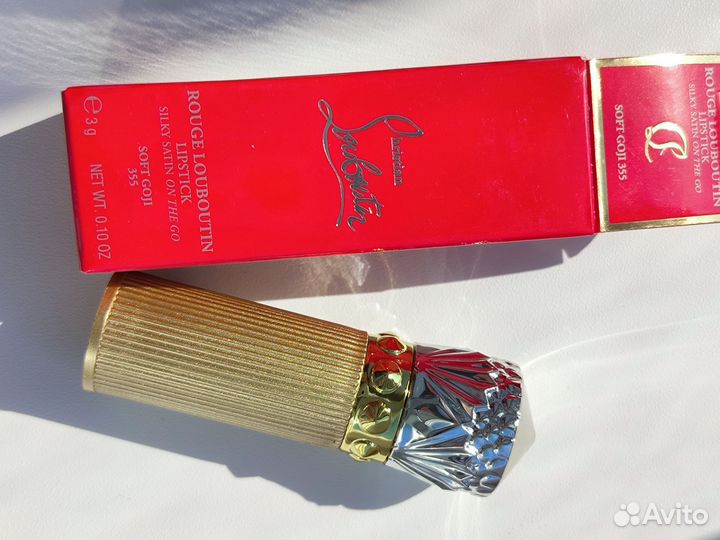 Christian
Louboutin
ROUGE LOUBOUTIN
LIPSTICK
SILKY SATIN ON THE GO
SOFT GOJI
355
e 3 g
NET WT. 0.10 OZ
ROUGE LOUBOUTIN
LIPSTICK
SILKY SATIN ON THE GO
SOFT GOJI 355
Avito